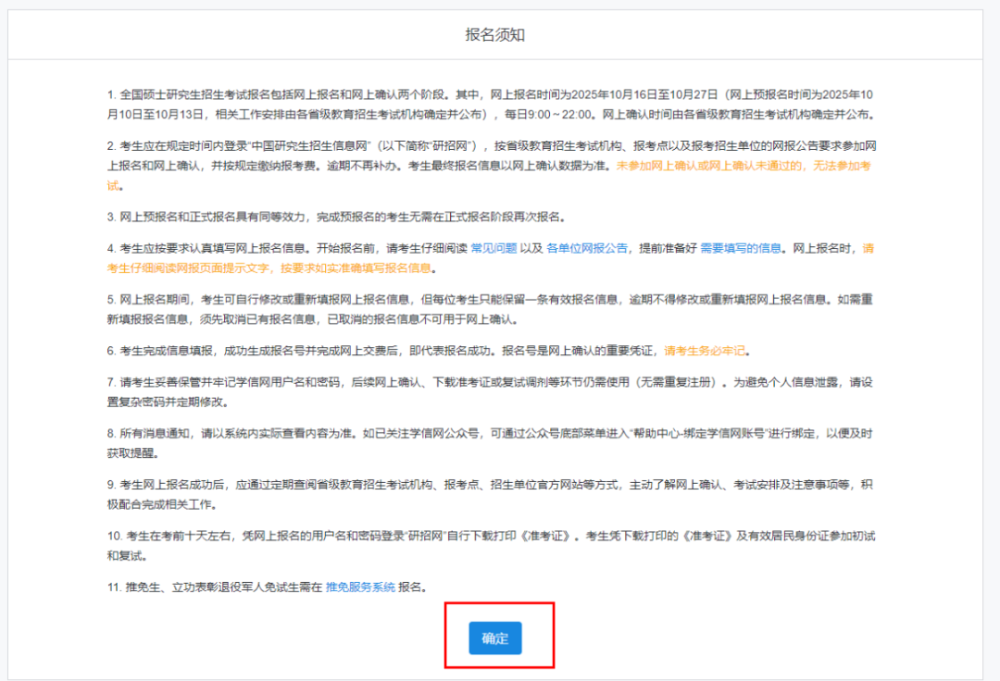 报名须知
1. 全国硕士研究生招生考试报名包括网上报名和网上确认两个阶段。其中，网上报名时间为2025年10月16日至10月27日（网上预报名时间为2025年10
月10日至10月13日，相关工作安排由各省级教育招生考试机构确定并公布），每日9:00～22:00。网上确认时间由各省级教育招生考试机构确定并公布。
2. 考生应在规定时间内登录“中国研究生招生信息网”（以下简称“研招网”），按省级教育招生考试机构、报考点以及报考招生单位的网报公告要求参加网
上报名和网上确认，并按规定缴纳报考费。逾期不再补办。考生最终报名信息以网上确认数据为准。未参加网上确认或网上确认未通过的，无法参加考
试。
3. 网上预报名和正式报名具有同等效力，完成预报名的考生无需在正式报名阶段再次报名。
4. 考生应按要求认真填写网上报名信息。开始报名前，请考生仔细阅读 常见问题 以及 各单位网报公告，提前准备好 需要填写的信息。网上报名时，请
考生仔细阅读网报页面提示文字，按要求如实准确填写报名信息。
5. 网上报名期间，考生可自行修改或重新填报网上报名信息，但每位考生只能保留一条有效报名信息，逾期不得修改或重新填报网上报名信息。如需重
新填报报名信息，须先取消已有报名信息，已取消的报名信息不可用于网上确认。
6. 考生完成信息填报，成功生成报名号并完成网上交费后，即代表报名成功。报名号是网上确认的重要凭证，请考生务必牢记。
7. 请考生妥善保管并牢记学信网用户名和密码，后续网上确认、下载准考证或复试调剂等环节仍需使用（无需重复注册）。为避免个人信息泄露，请设
置复杂密码并定期修改。
8. 所有消息通知，请以系统内实际查看内容为准。如已关注学信网公众号，可通过公众号底部菜单进入“帮助中心-绑定学信网账号”进行绑定，以便及时
获取提醒。
9. 考生网上报名成功后，应通过定期查阅省级教育招生考试机构、报考点、招生单位官方网站等方式，主动了解网上确认、考试安排及注意事项等，积
极配合完成相关工作。
10. 考生在考前十天左右，凭网上报名的用户名和密码登录“研招网”自行下载打印《准考证》。考生凭下载打印的《准考证》及有效居民身份证参加初试
和复试。
11. 推免生、立功表彰退役军人免试生需在 推免服务系统 报名。
确定